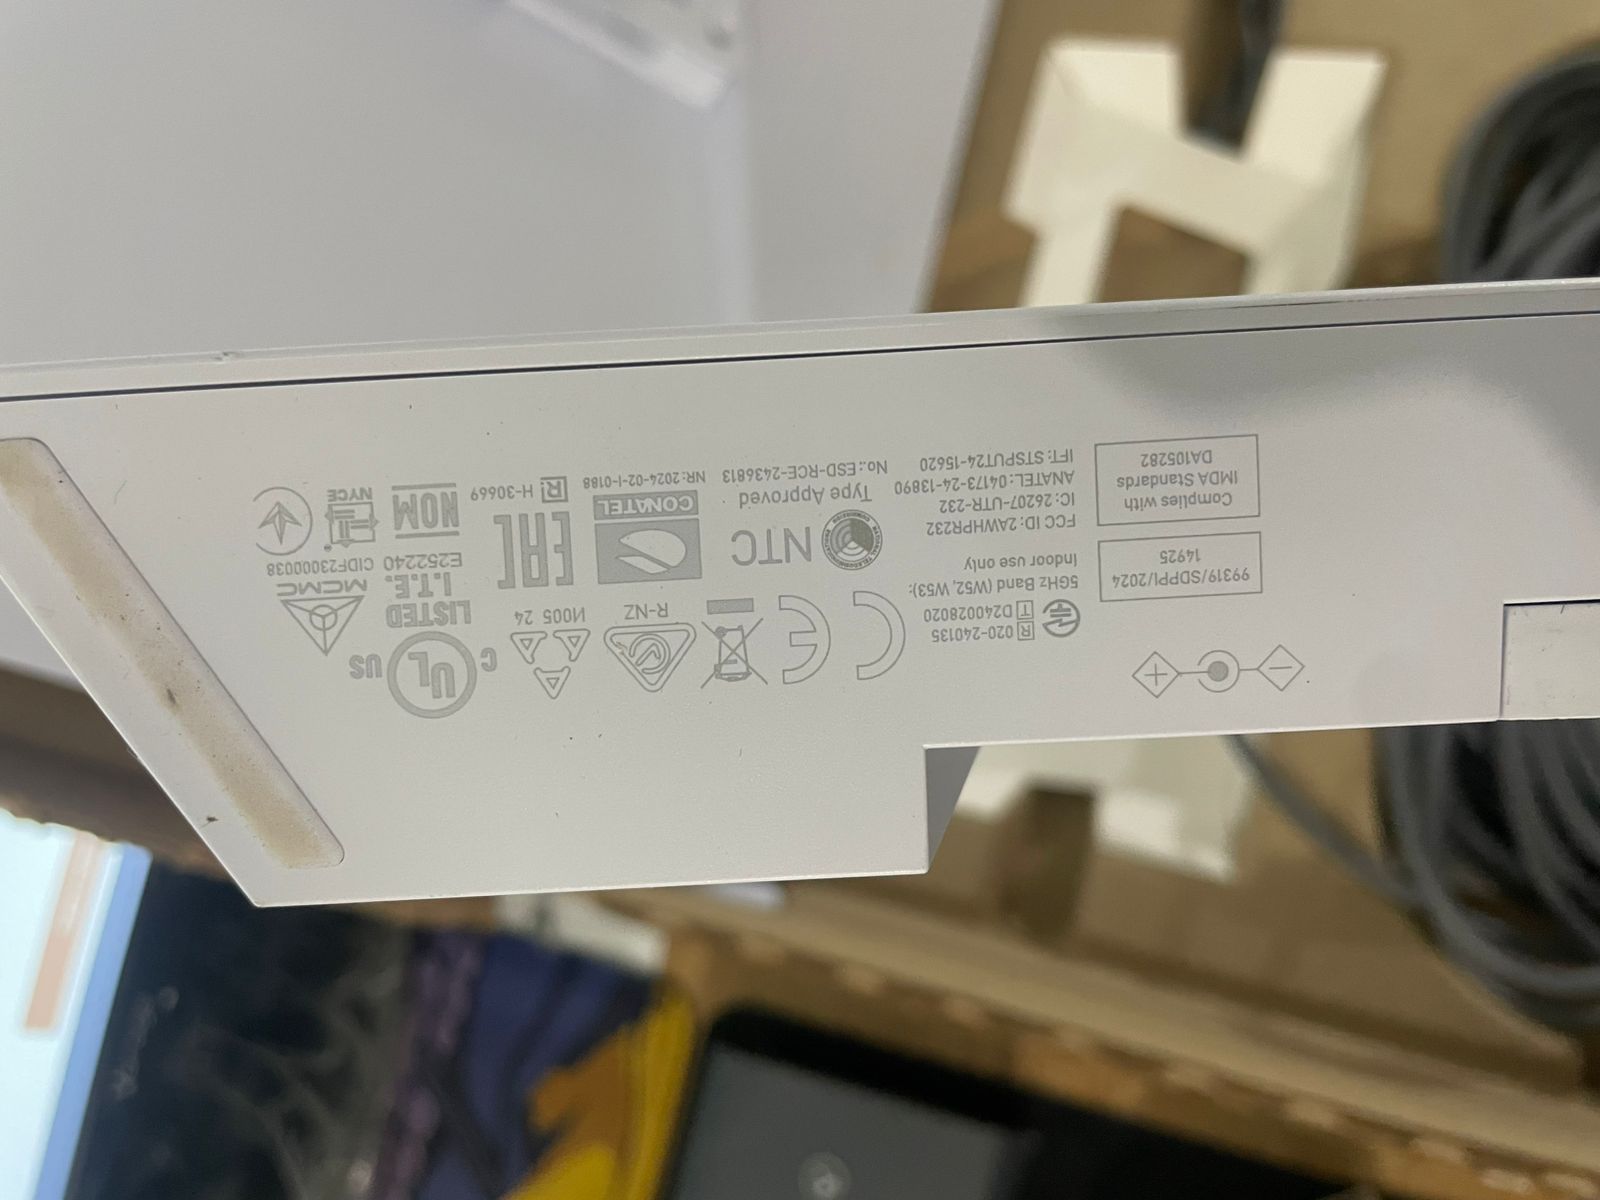 C UL US
LISTED
I.T.E.
E252240
MCMC
CIDF23000038
NOM
NYCE
И005 24
EAC
R! H-30669
R-NZ
CONATEL
NR: 2024-02-I-0188
CE
NTC
Type Approved
No.: ESD-RCE-2436813
R 020-240135
T D240028020
5GHz Band (W52, W53):
Indoor use only
FCC ID: 2AWHPR232
IC: 26207-UTR-232
ANATEL: 04173-24-13890
IFT: STSPUT24-15620
99319/SDPPI/2024
14925
Complies with
IMDA Standards
DA105282